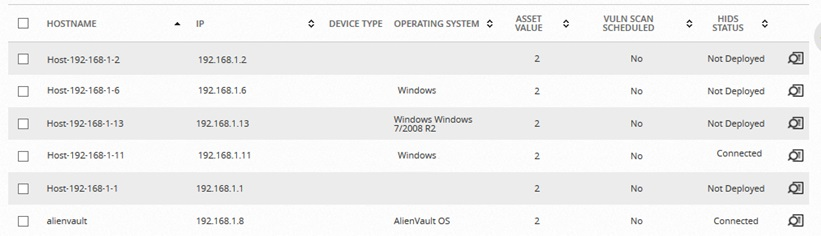 HOSTNAME IP DEVICE TYPE OPERATING SYSTEM ASSET VALUE VULN SCAN SCHEDULED HIDS STATUS
Host-192-168-1-2 192.168.1.2 2 No Not Deployed
Host-192-168-1-6 192.168.1.6 Windows 2 No Not Deployed
Host-192-168-1-13 192.168.1.13 Windows Windows 7/2008 R2 2 No Not Deployed
Host-192-168-1-11 192.168.1.11 Windows 2 No Connected
Host-192-168-1-1 192.168.1.1 2 No Not Deployed
alienvault 192.168.1.8 AlienVault OS 2 No Connected